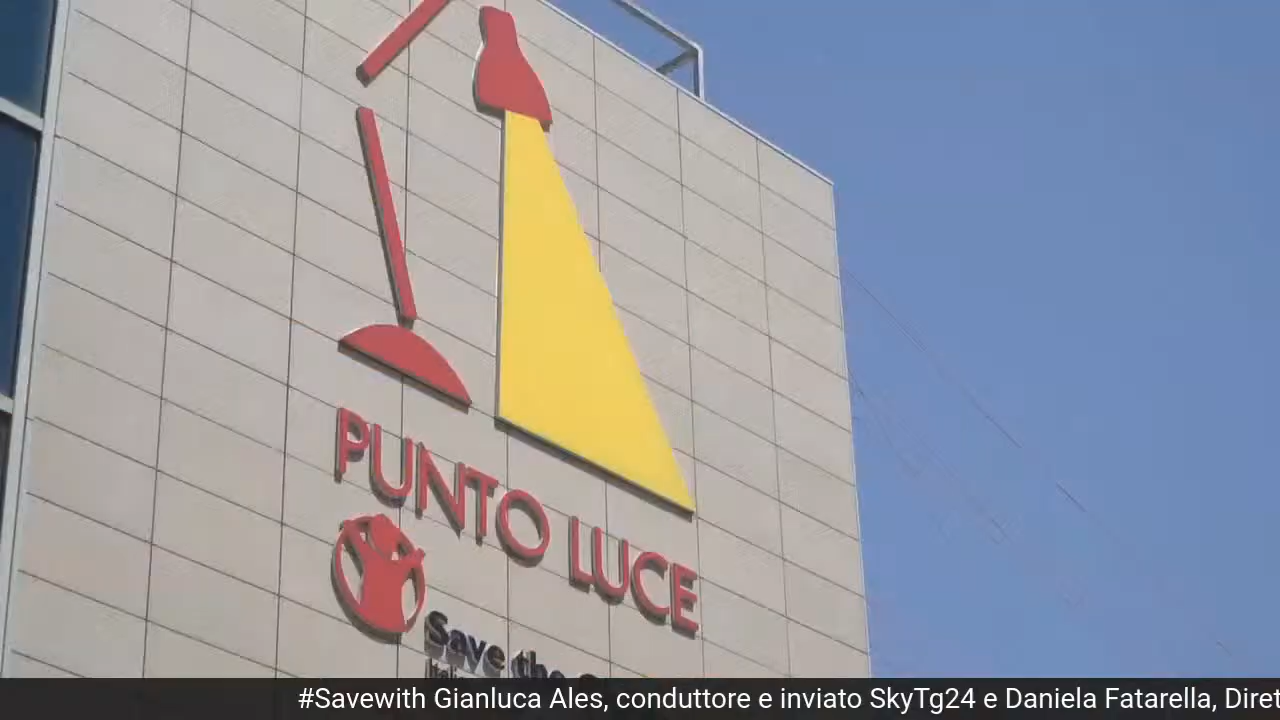 PUNTO LUCE
Save the
#Savewith Gianluca Ales, conduttore e inviato SkyTg24 e Daniela Fatarella, Diret